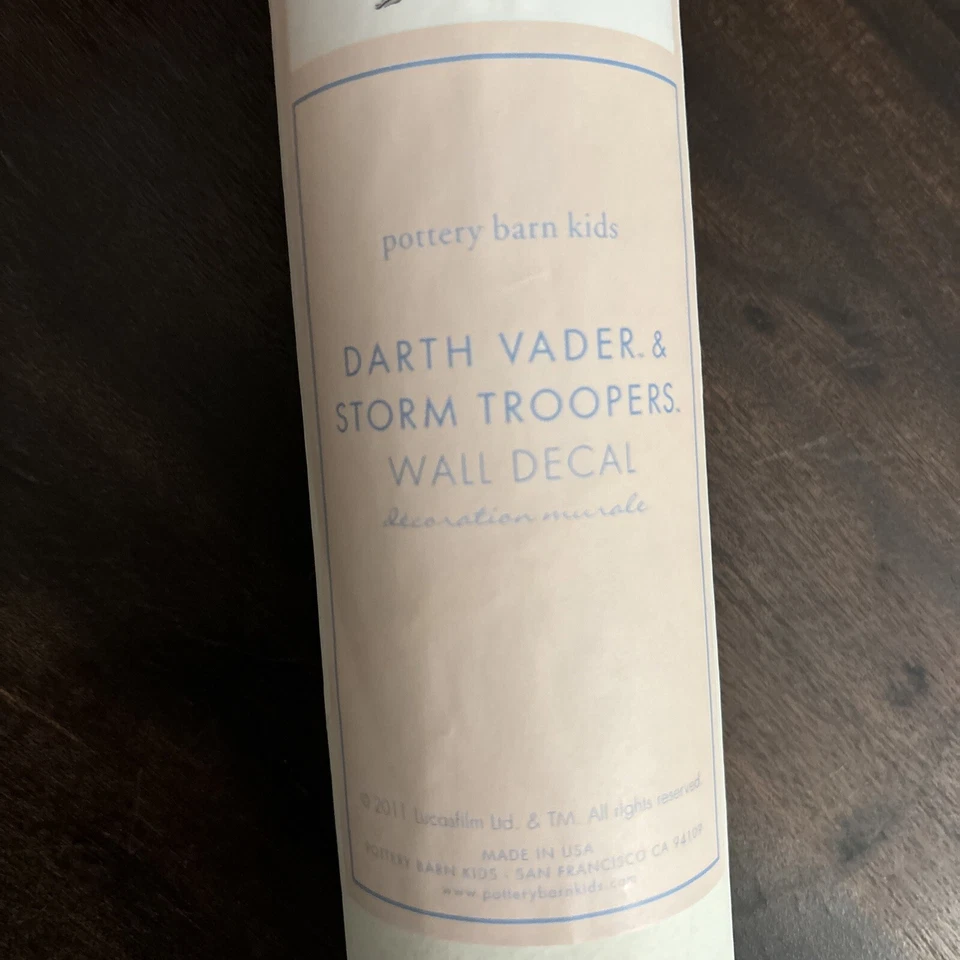 pottery barn kids
DARTH VADER™ &
STORM TROOPERS™
WALL DECAL
décoration murale
© 2011 Lucasfilm Ltd. & TM. All rights reserved.
MADE IN USA
POTTERY BARN KIDS · SAN FRANCISCO CA 94109
www.potterybarnkids.com